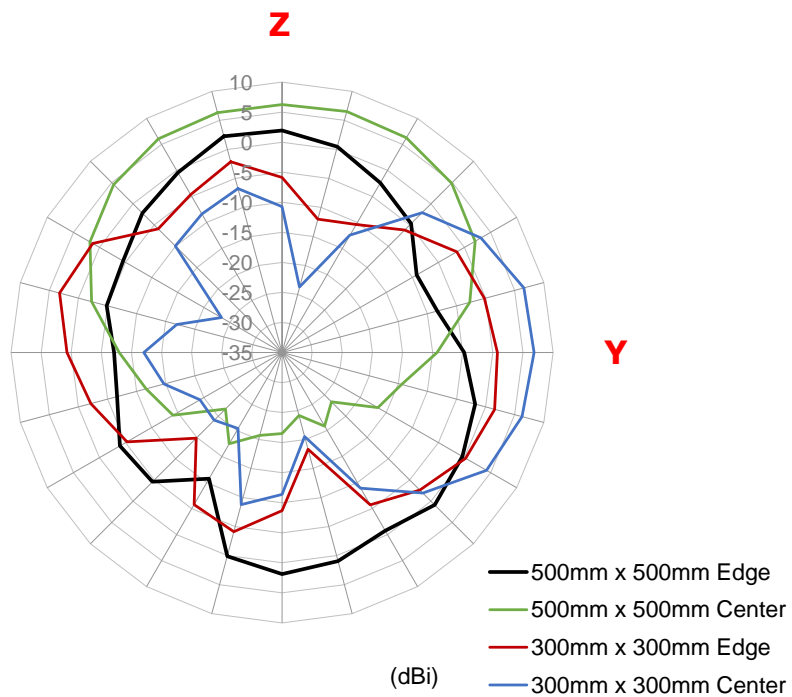 Z
10
5
0
-5
-10
-15
-20
-25
-30
-35
Y
500mm x 500mm Edge
500mm x 500mm Center
300mm x 300mm Edge
(dBi)
300mm x 300mm Center